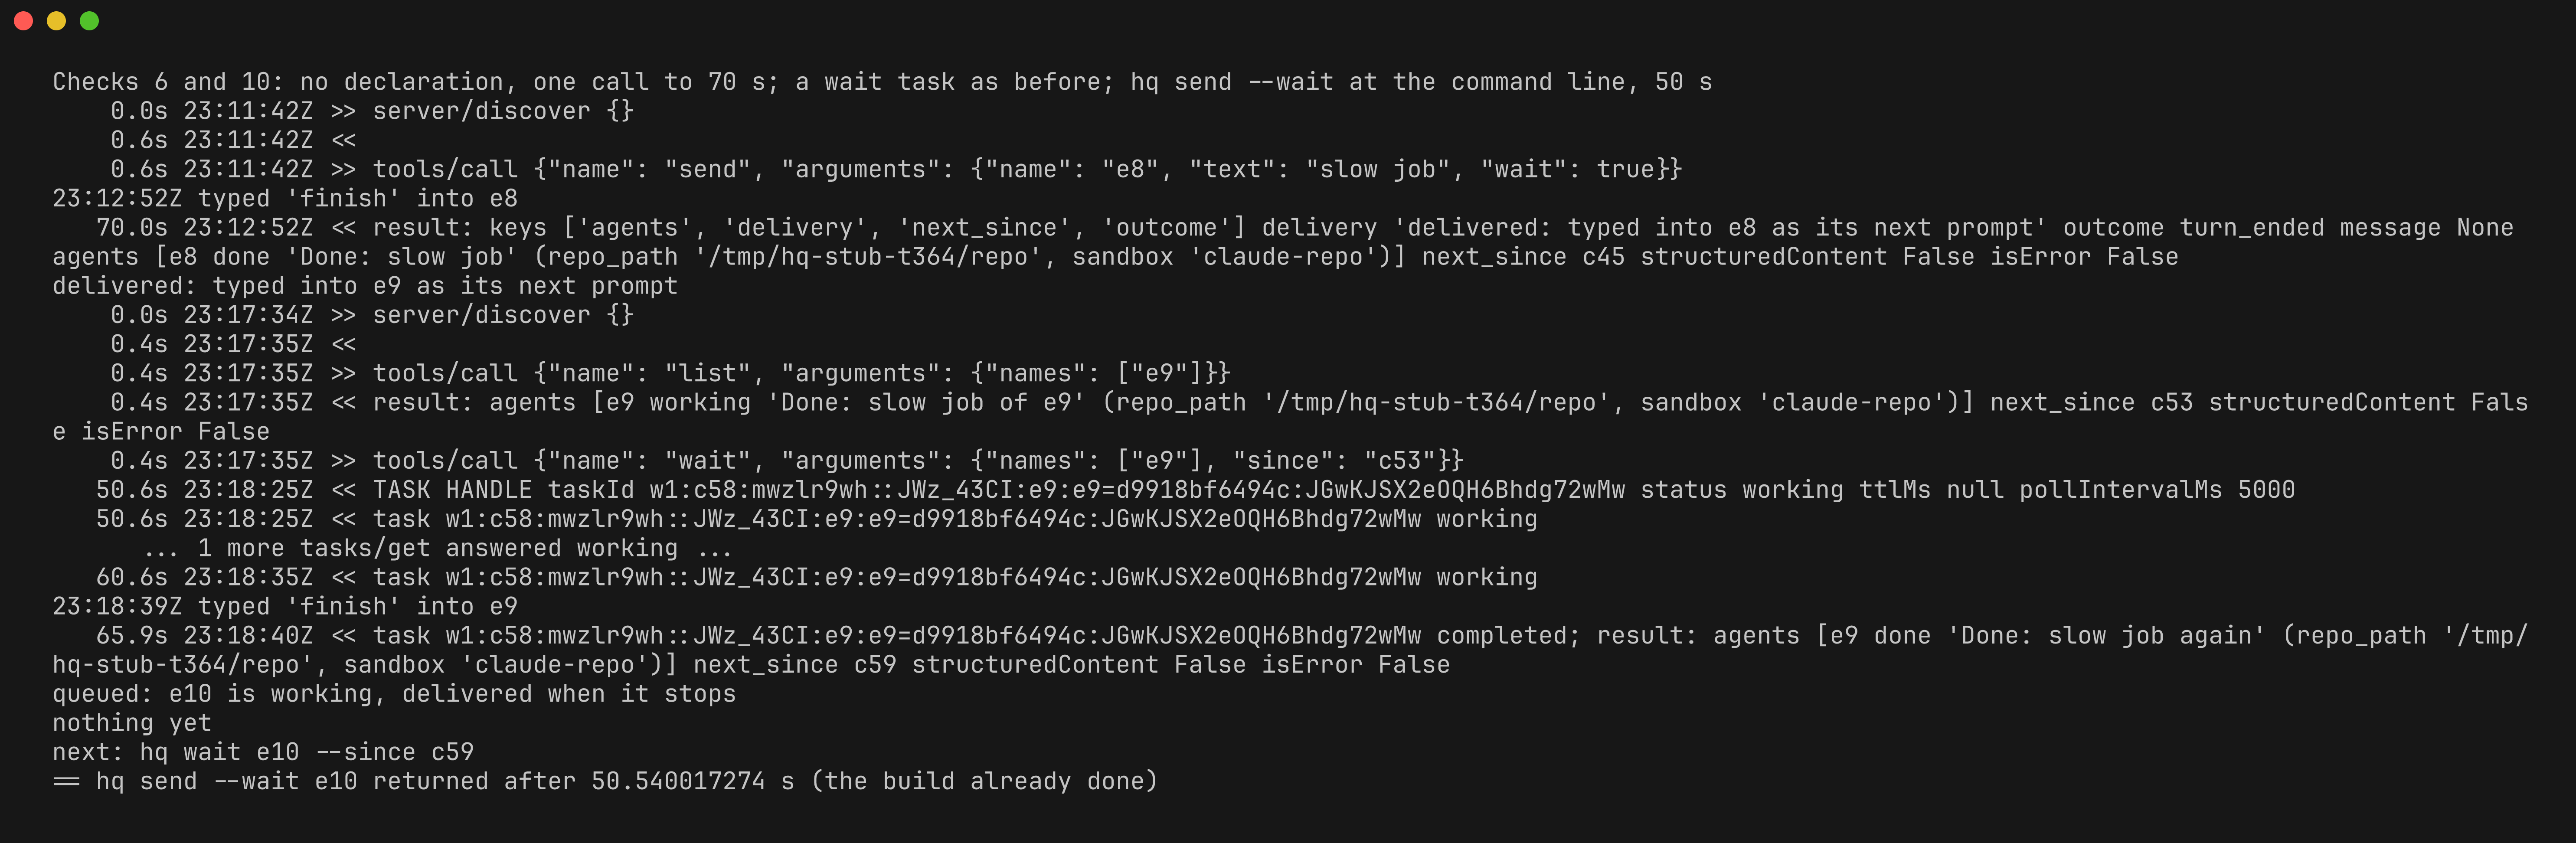 Checks 6 and 10: no declaration, one call to 70 s; a wait task as before; hq send --wait at the command line, 50 s
    0.0s 23:11:42Z >> server/discover {}
    0.6s 23:11:42Z <<
    0.6s 23:11:42Z >> tools/call {"name": "send", "arguments": {"name": "e8", "text": "slow job", "wait": true}}
23:12:52Z typed 'finish' into e8
   70.0s 23:12:52Z << result: keys ['agents', 'delivery', 'next_since', 'outcome'] delivery 'delivered: typed into e8 as its next prompt' outcome turn_ended message None
agents [e8 done 'Done: slow job' (repo_path '/tmp/hq-stub-t364/repo', sandbox 'claude-repo')] next_since c45 structuredContent False isError False
delivered: typed into e9 as its next prompt
    0.0s 23:17:34Z >> server/discover {}
    0.4s 23:17:35Z <<
    0.4s 23:17:35Z >> tools/call {"name": "list", "arguments": {"names": ["e9"]}}
    0.4s 23:17:35Z << result: agents [e9 working 'Done: slow job of e9' (repo_path '/tmp/hq-stub-t364/repo', sandbox 'claude-repo')] next_since c53 structuredContent Fals
e isError False
    0.4s 23:17:35Z >> tools/call {"name": "wait", "arguments": {"names": ["e9"], "since": "c53"}}
   50.6s 23:18:25Z << TASK HANDLE taskId w1:c58:mwzlr9wh::JWz_43CI:e9:e9=d9918bf6494c:JGwKJSX2eOQH6Bhdg72wMw status working ttlMs null pollIntervalMs 5000
   50.6s 23:18:25Z << task w1:c58:mwzlr9wh::JWz_43CI:e9:e9=d9918bf6494c:JGwKJSX2eOQH6Bhdg72wMw working
      ... 1 more tasks/get answered working ...
   60.6s 23:18:35Z << task w1:c58:mwzlr9wh::JWz_43CI:e9:e9=d9918bf6494c:JGwKJSX2eOQH6Bhdg72wMw working
23:18:39Z typed 'finish' into e9
   65.9s 23:18:40Z << task w1:c58:mwzlr9wh::JWz_43CI:e9:e9=d9918bf6494c:JGwKJSX2eOQH6Bhdg72wMw completed; result: agents [e9 done 'Done: slow job again' (repo_path '/tmp/
hq-stub-t364/repo', sandbox 'claude-repo')] next_since c59 structuredContent False isError False
queued: e10 is working, delivered when it stops
nothing yet
next: hq wait e10 --since c59
== hq send --wait e10 returned after 50.540017274 s (the build already done)